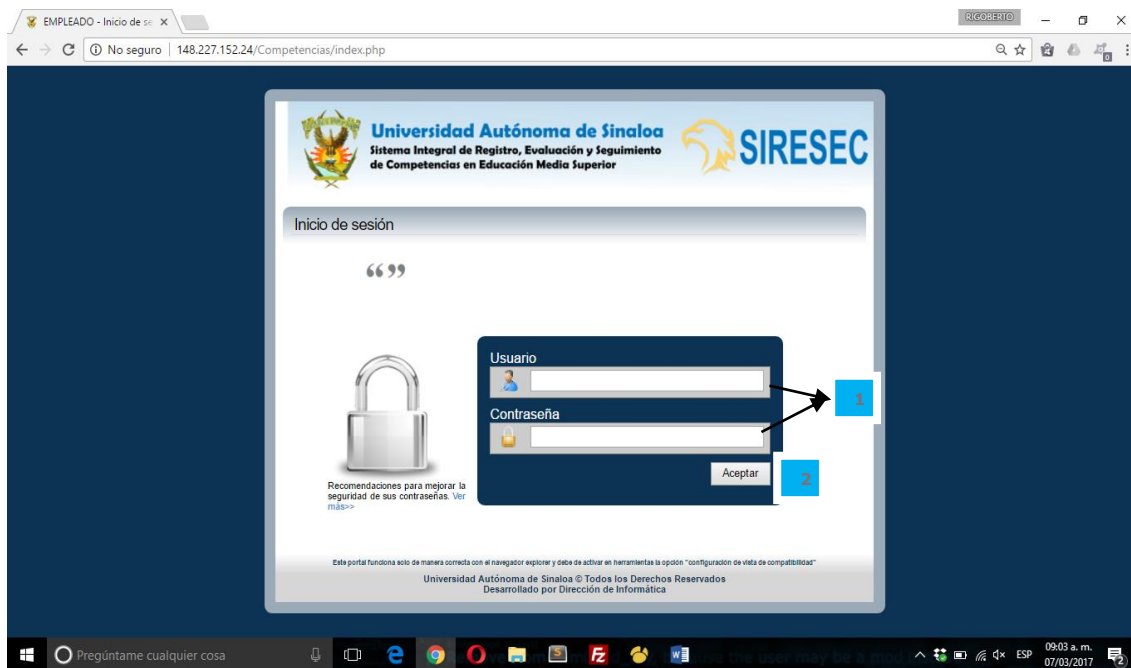 EMPLEADO - Inicio de se
RIGOBERTO
No seguro | 148.227.152.24/Competencias/index.php
Universidad Autónoma de Sinaloa
Sistema Integral de Registro, Evaluación y Seguimiento
de Competencias en Educación Media Superior
SIRESEC
Inicio de sesión
“ ”
Usuario
1
Contraseña
Aceptar
2
Recomendaciones para mejorar la
seguridad de sus contraseñas. Ver
más>>
Este portal funciona solo de manera correcta con el navegador explorer y debe de activar en herramientas la opción "configuración de vista de compatibilidad"
Universidad Autónoma de Sinaloa © Todos los Derechos Reservados
Desarrollado por Dirección de Informática
Pregúntame cualquier cosa
ESP
09:03 a. m.
07/03/2017
2